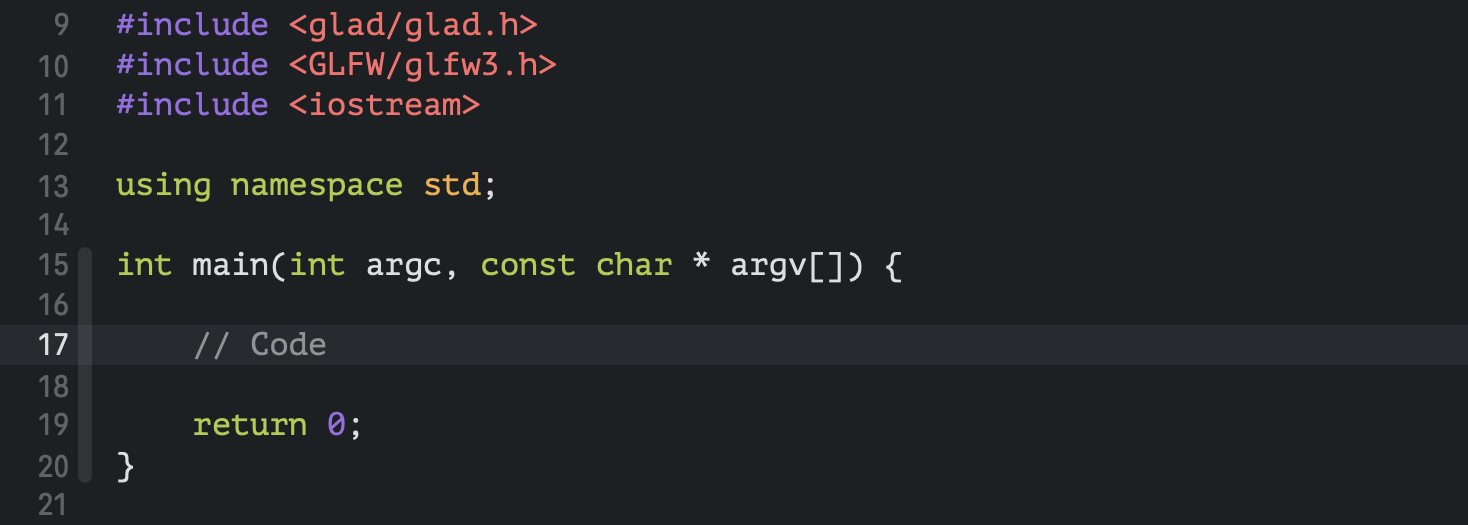 9 #include <glad/glad.h>
10 #include <GLFW/glfw3.h>
11 #include <iostream>
12
13 using namespace std;
14
15 int main(int argc, const char * argv[]) {
16
17     // Code
18
19     return 0;
20 }
21